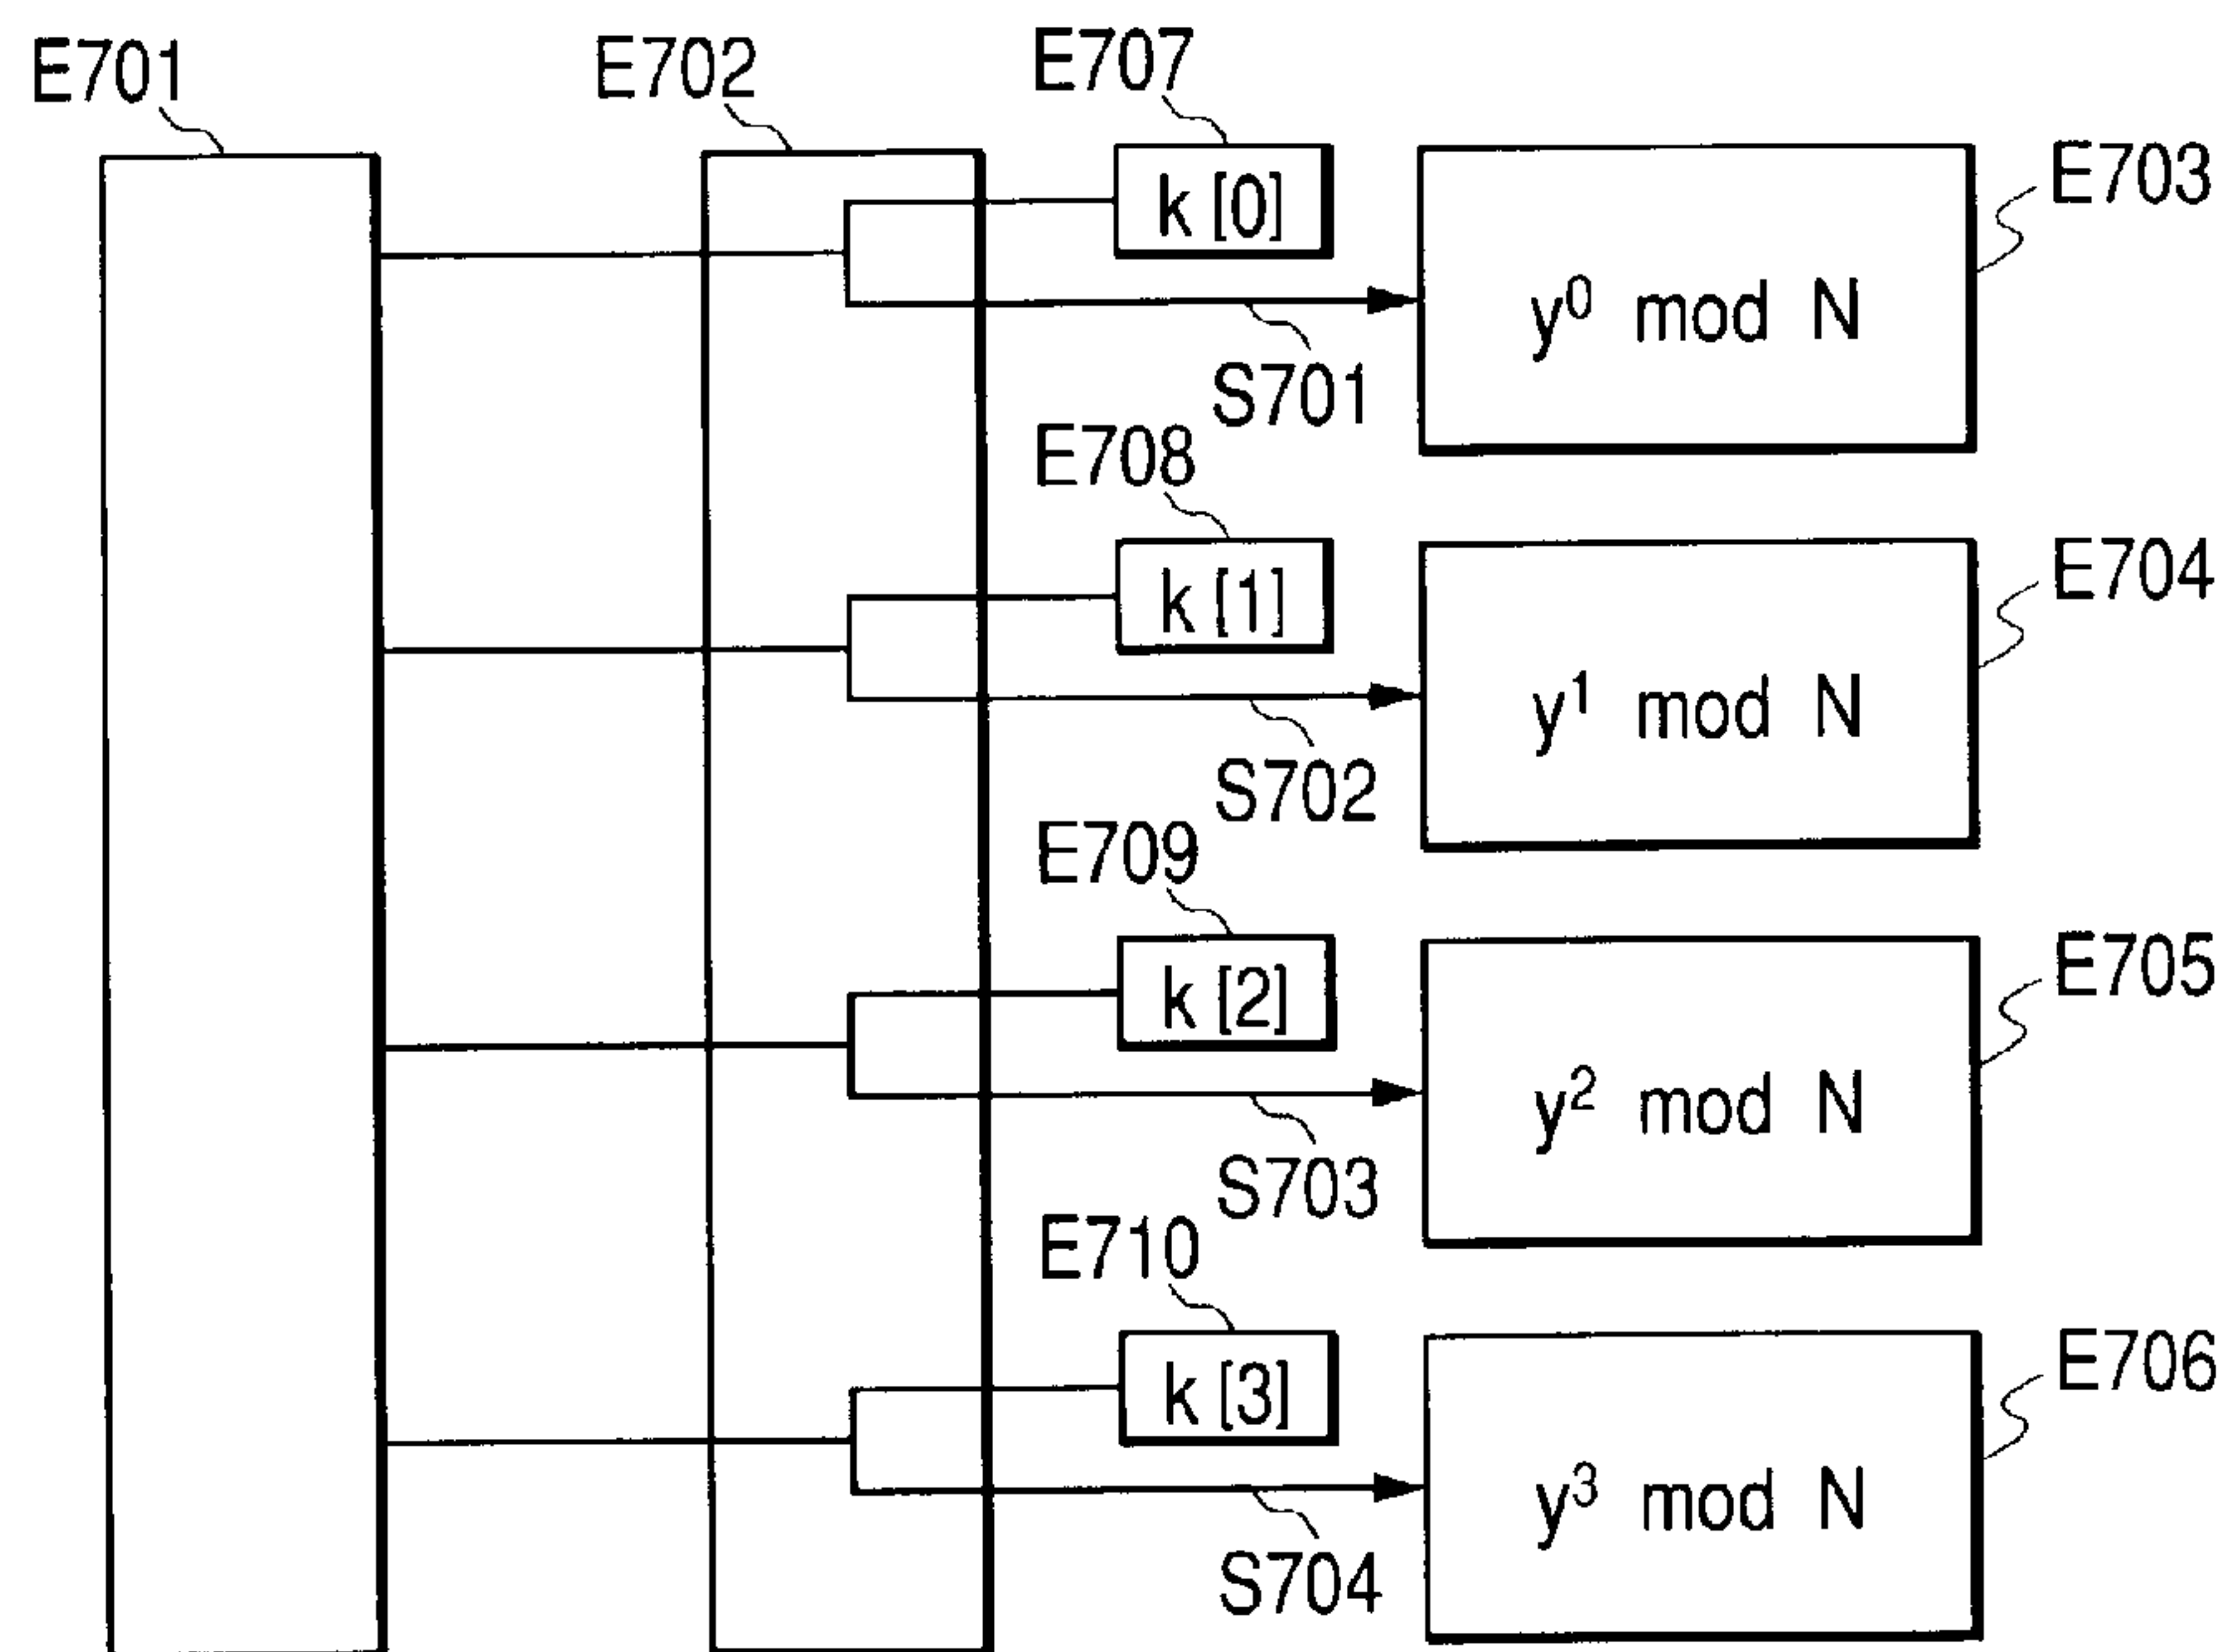 E701
E702
E707
k [0]
E703
y⁰ mod N
S701
E708
k [1]
E704
y¹ mod N
S702
E709
k [2]
E705
y² mod N
S703
E710
k [3]
E706
y³ mod N
S704